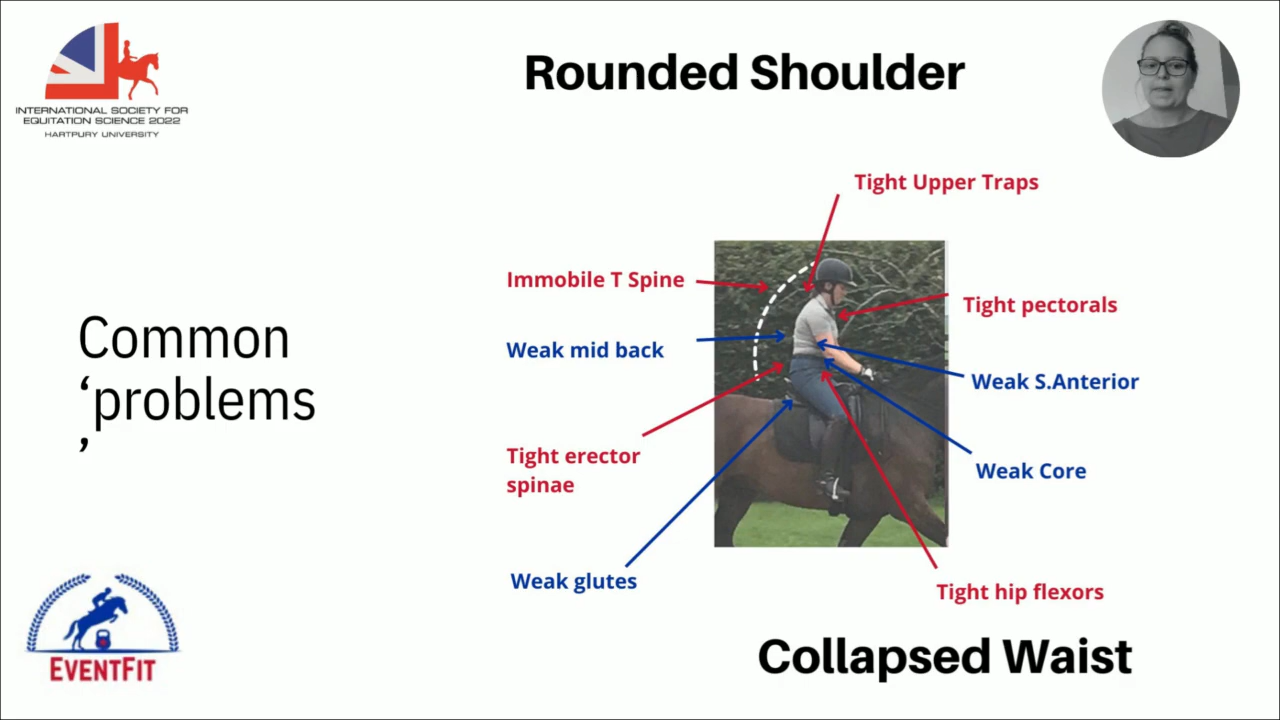 INTERNATIONAL SOCIETY FOR
EQUITATION SCIENCE 2022
HARTPURY UNIVERSITY
Rounded Shoulder
Tight Upper Traps
Immobile T Spine
Tight pectorals
Weak mid back
Weak S.Anterior
Common
‘problems
’
Tight erector
spinae
Weak Core
Weak glutes
Tight hip flexors
Collapsed Waist
EVENTFIT